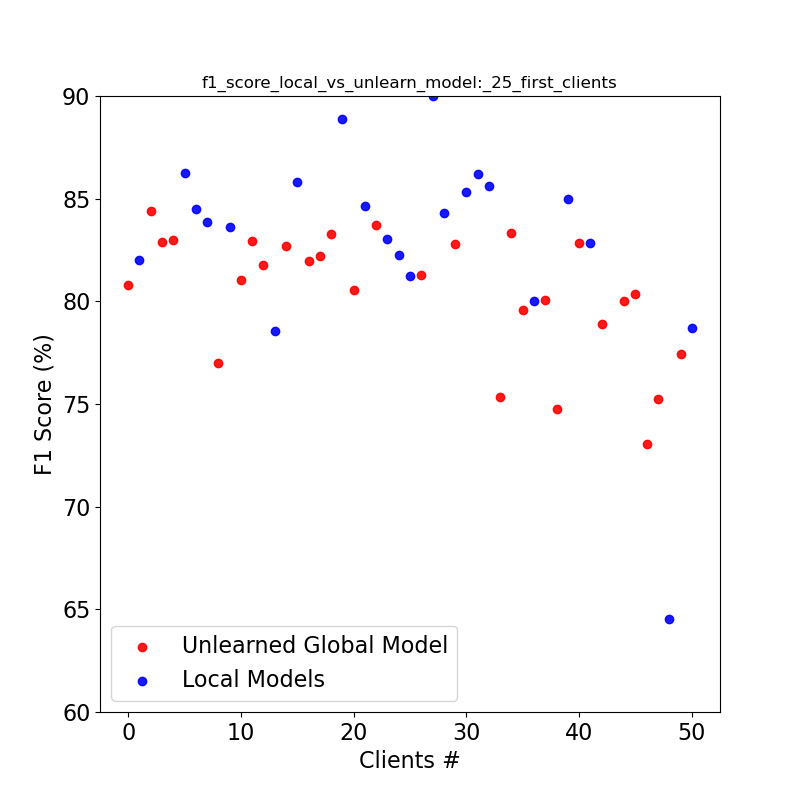 f1_score_local_vs_unlearn_model:_25_first_clients
90
85
80
75
70
65
60
F1 Score (%)
Unlearned Global Model
Local Models
0 10 20 30 40 50
Clients #